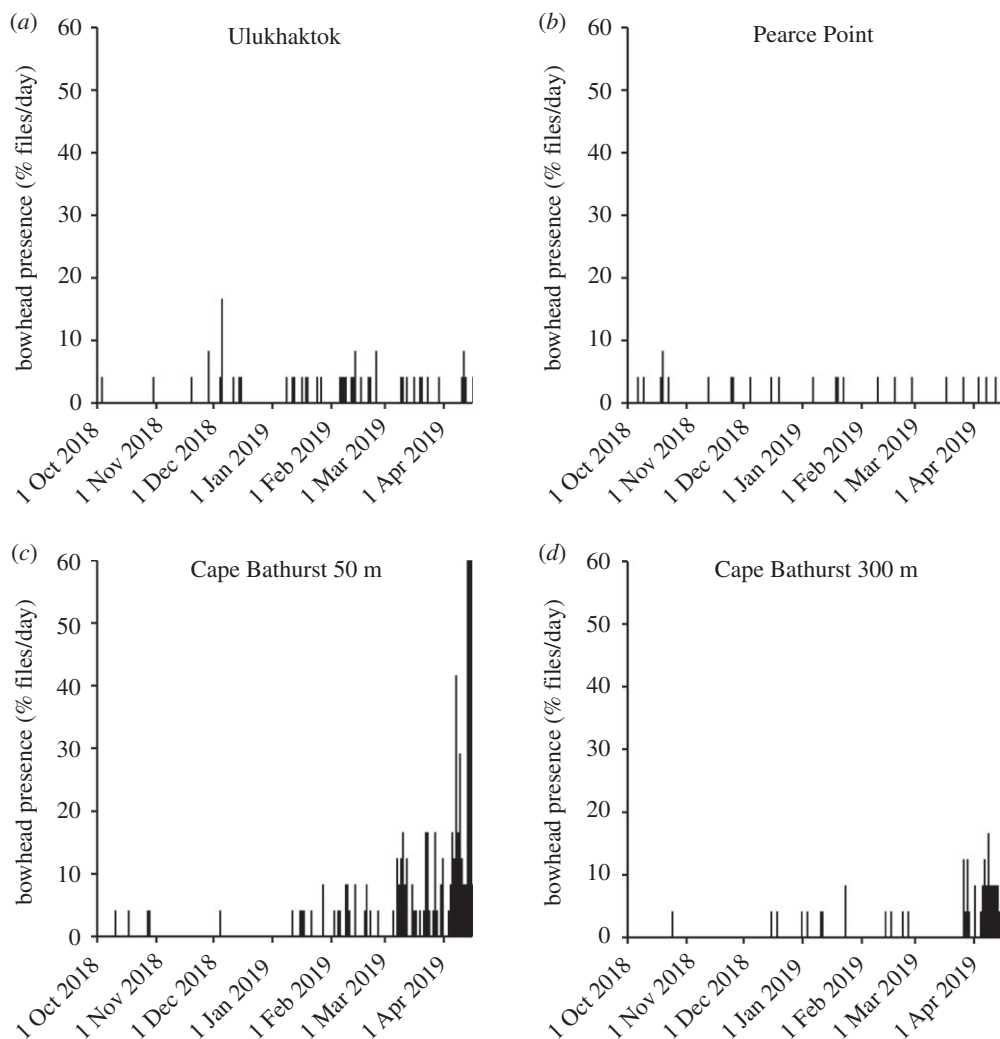 (a)
Ulukhaktok
bowhead presence (% files/day)
60
50
40
30
20
10
0
1 Oct 2018
1 Nov 2018
1 Dec 2018
1 Jan 2019
1 Feb 2019
1 Mar 2019
1 Apr 2019
(b)
Pearce Point
bowhead presence (% files/day)
60
50
40
30
20
10
0
1 Oct 2018
1 Nov 2018
1 Dec 2018
1 Jan 2019
1 Feb 2019
1 Mar 2019
1 Apr 2019
(c)
Cape Bathurst 50 m
bowhead presence (% files/day)
60
50
40
30
20
10
0
1 Oct 2018
1 Nov 2018
1 Dec 2018
1 Jan 2019
1 Feb 2019
1 Mar 2019
1 Apr 2019
(d)
Cape Bathurst 300 m
bowhead presence (% files/day)
60
50
40
30
20
10
0
1 Oct 2018
1 Nov 2018
1 Dec 2018
1 Jan 2019
1 Feb 2019
1 Mar 2019
1 Apr 2019